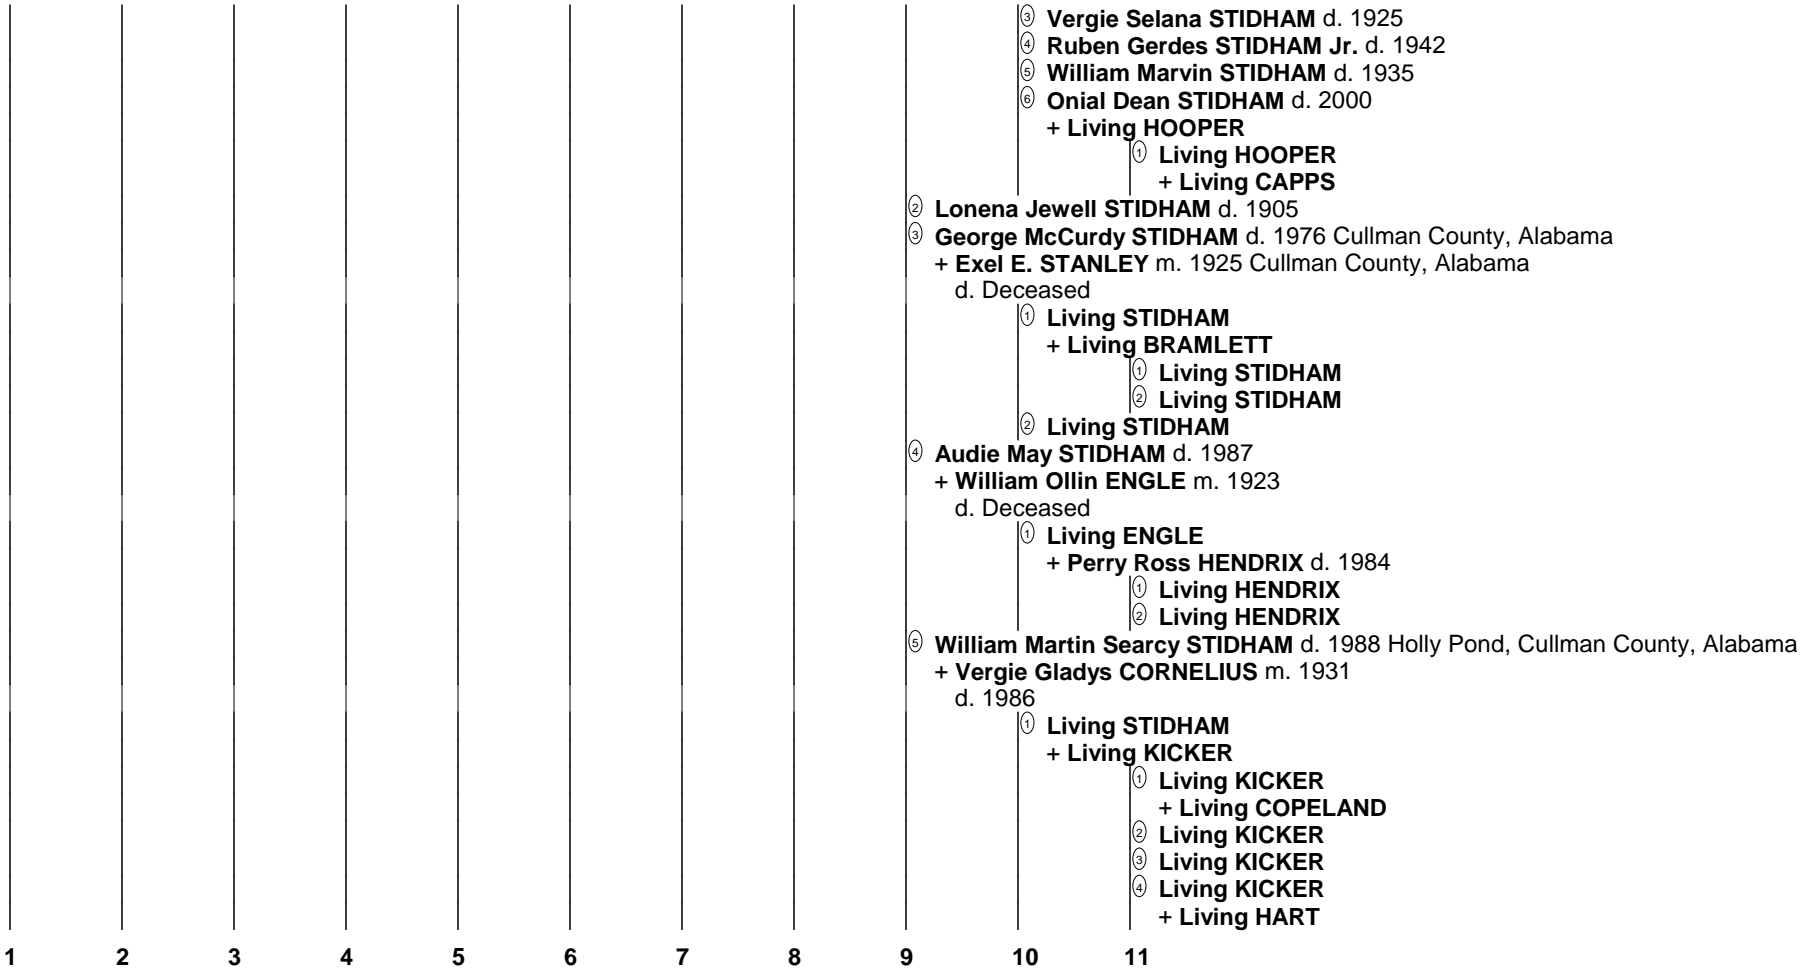 ③ Vergie Selana STIDHAM d. 1925
④ Ruben Gerdes STIDHAM Jr. d. 1942
⑤ William Marvin STIDHAM d. 1935
⑥ Onial Dean STIDHAM d. 2000
+ Living HOOPER
① Living HOOPER
+ Living CAPPS
② Lonena Jewell STIDHAM d. 1905
③ George McCurdy STIDHAM d. 1976 Cullman County, Alabama
+ Exel E. STANLEY m. 1925 Cullman County, Alabama
d. Deceased
① Living STIDHAM
+ Living BRAMLETT
① Living STIDHAM
② Living STIDHAM
② Living STIDHAM
④ Audie May STIDHAM d. 1987
+ William Ollin ENGLE m. 1923
d. Deceased
① Living ENGLE
+ Perry Ross HENDRIX d. 1984
① Living HENDRIX
② Living HENDRIX
⑤ William Martin Searcy STIDHAM d. 1988 Holly Pond, Cullman County, Alabama
+ Vergie Gladys CORNELIUS m. 1931
d. 1986
① Living STIDHAM
+ Living KICKER
① Living KICKER
+ Living COPELAND
② Living KICKER
③ Living KICKER
④ Living KICKER
+ Living HART
1 2 3 4 5 6 7 8 9 10 11